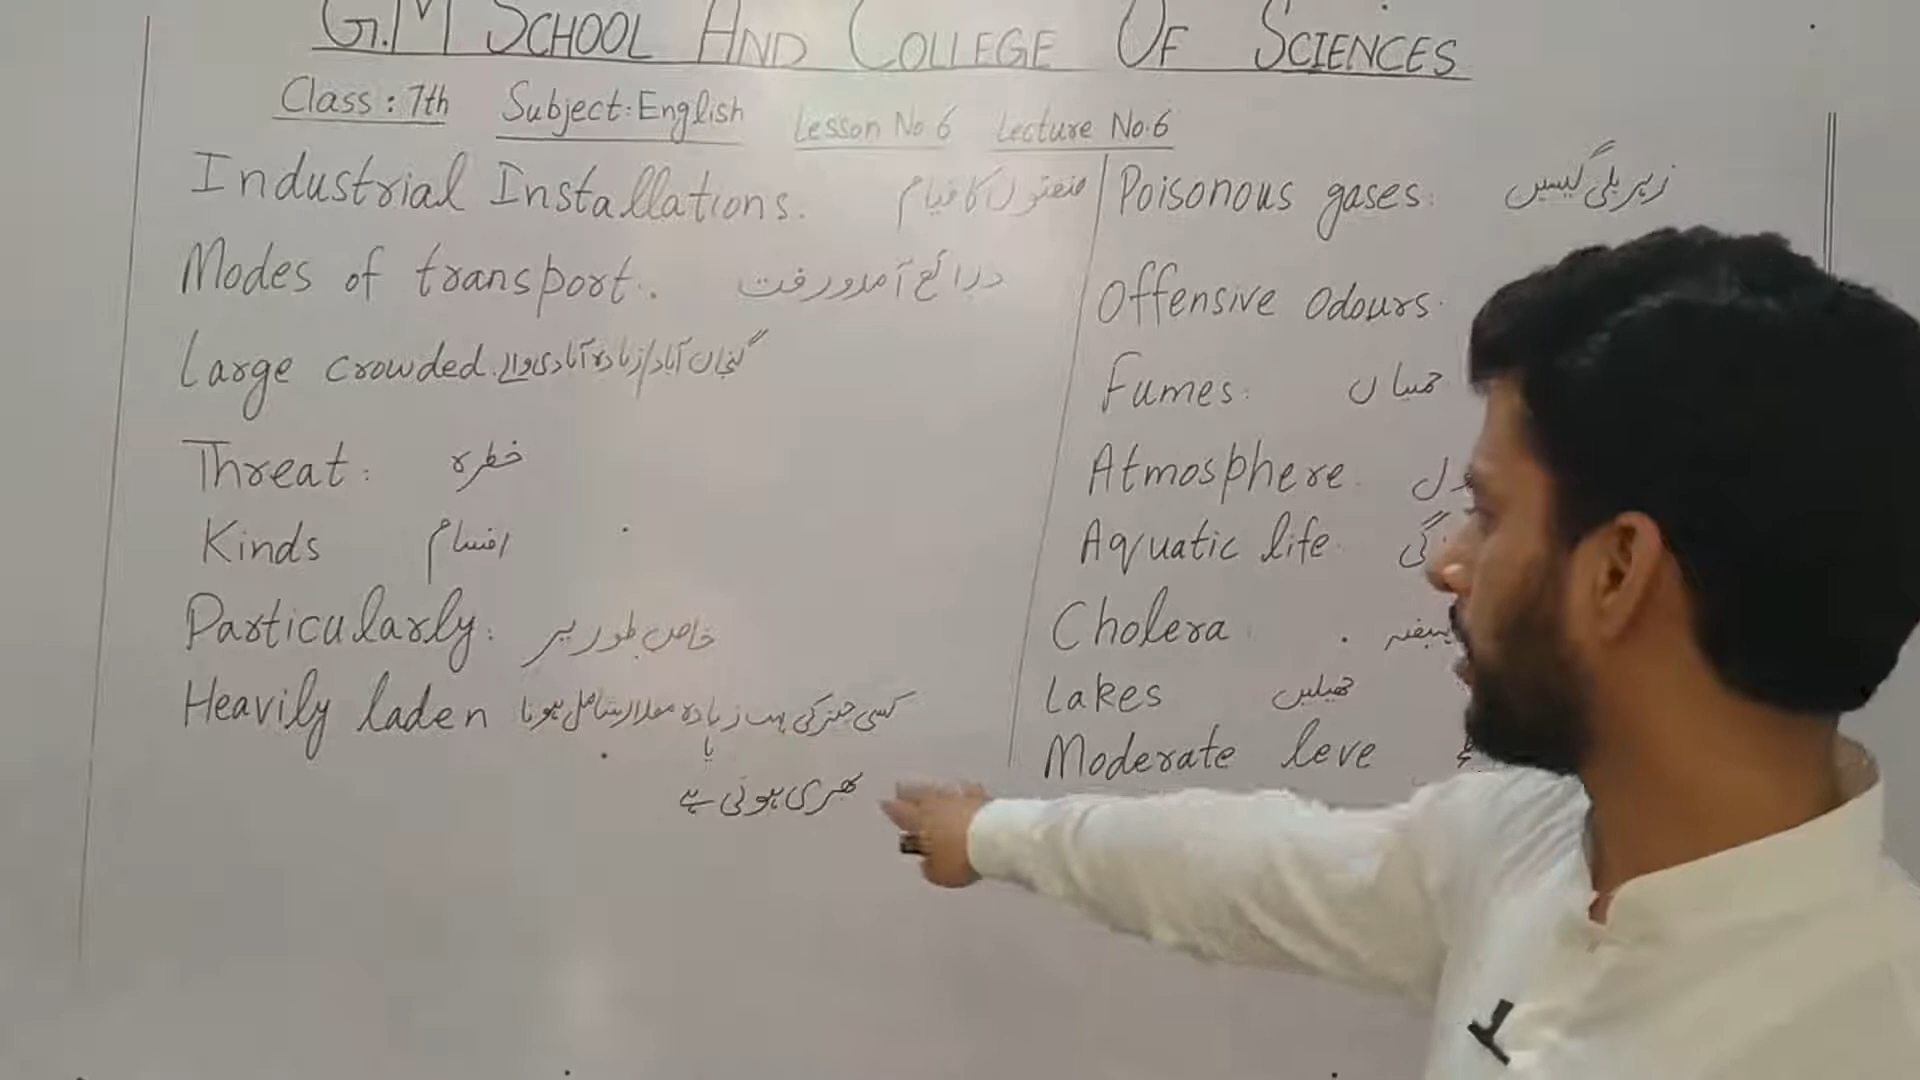 G.M SCHOOL AND COLLEGE OF SCIENCES
Class: 7th Subject: English Lesson No 6 Lecture No.6
Industrial Installations. صنعتوں کا قیام
Modes of transport. ذرائع آمدورفت
Large crowded. گنجان آباد/زیادہ آبادی والے
Threat: خطرہ
Kinds اقسام
Particularly: خاص طور پر
Heavily laden کسی چیز کی بہت زیادہ مقدار شامل ہونا
یا
بھری ہوئی ہے
Poisonous gases: زہریلی گیسیں
Offensive Odours.
Fumes:
Atmosphere.
Aquatic life.
Cholera ہیضہ
Lakes جھیلیں
Moderate leve